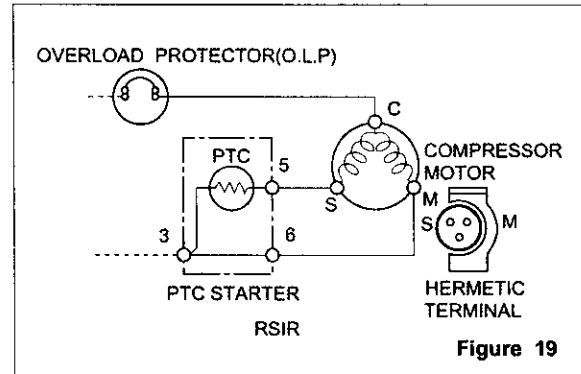 OVERLOAD PROTECTOR(O.L.P)
C
PTC
5
COMPRESSOR
MOTOR
S
M
S
M
3
6
HERMETIC
TERMINAL
PTC STARTER
RSIR
Figure 19